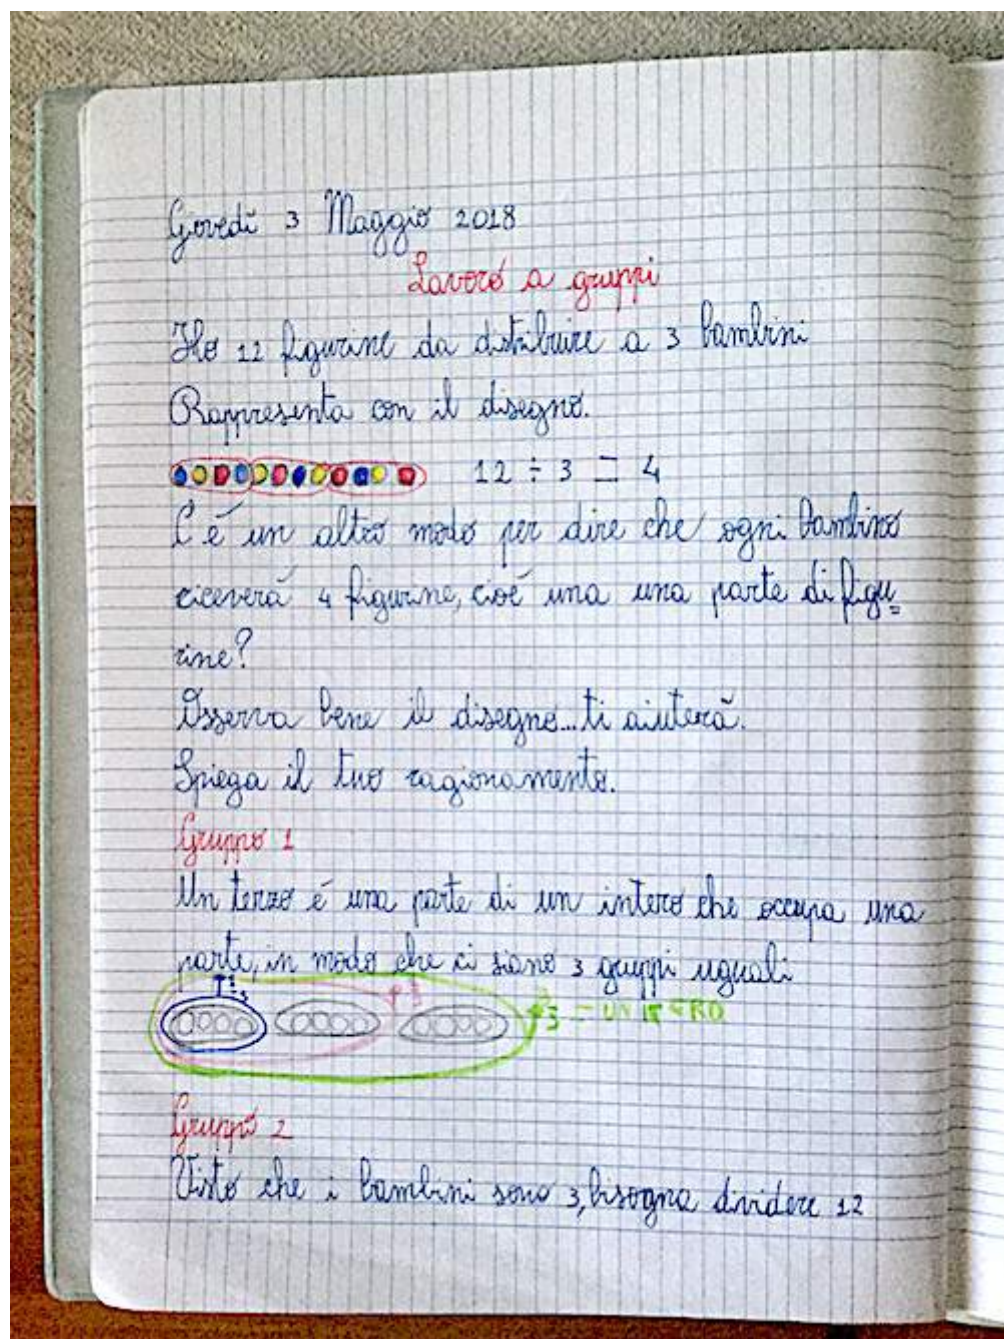 Giovedì 3 Maggio 2018
Lavoro a gruppi
Ho 12 figurine da distribuire a 3 bambini
Rappresenta con il disegno.
12 ÷ 3 = 4
C'é un altro modo per dire che ogni bambino
riceverá 4 figurine, cioé una una parte di figu=
rine?
Osserva bene il disegno...ti aiuterá.
Spiega il tuo ragionamento.
Gruppo 1
Un terzo é una parte di un intero che occupa una
parte, in modo che ci siano 3 gruppi uguali
3 = UN INTERO
Gruppo 2
Visto che i bambini sono 3, bisogna dividere 12